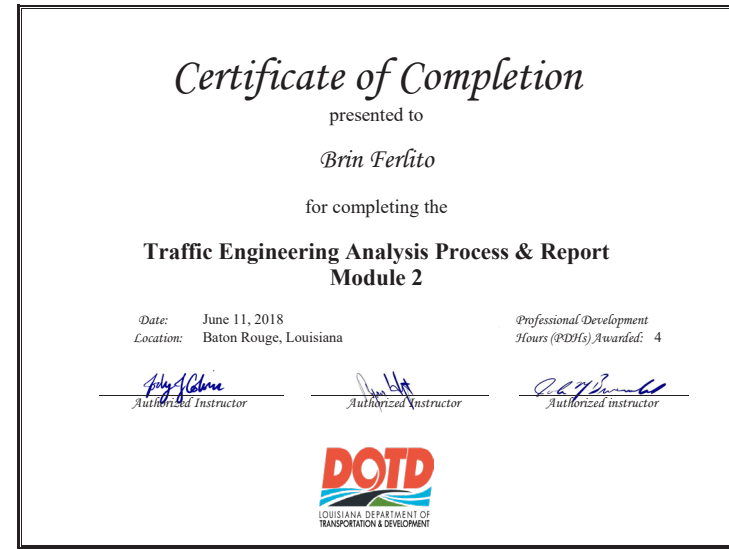 Certificate of Completion
presented to
Brin Ferlito
for completing the
Traffic Engineering Analysis Process & Report
Module 2
Date: June 11, 2018
Location: Baton Rouge, Louisiana
Professional Development
Hours (PDHs) Awarded: 4
Authorized Instructor
Authorized Instructor
Authorized instructor
DOTD
LOUISIANA DEPARTMENT OF
TRANSPORTATION & DEVELOPMENT